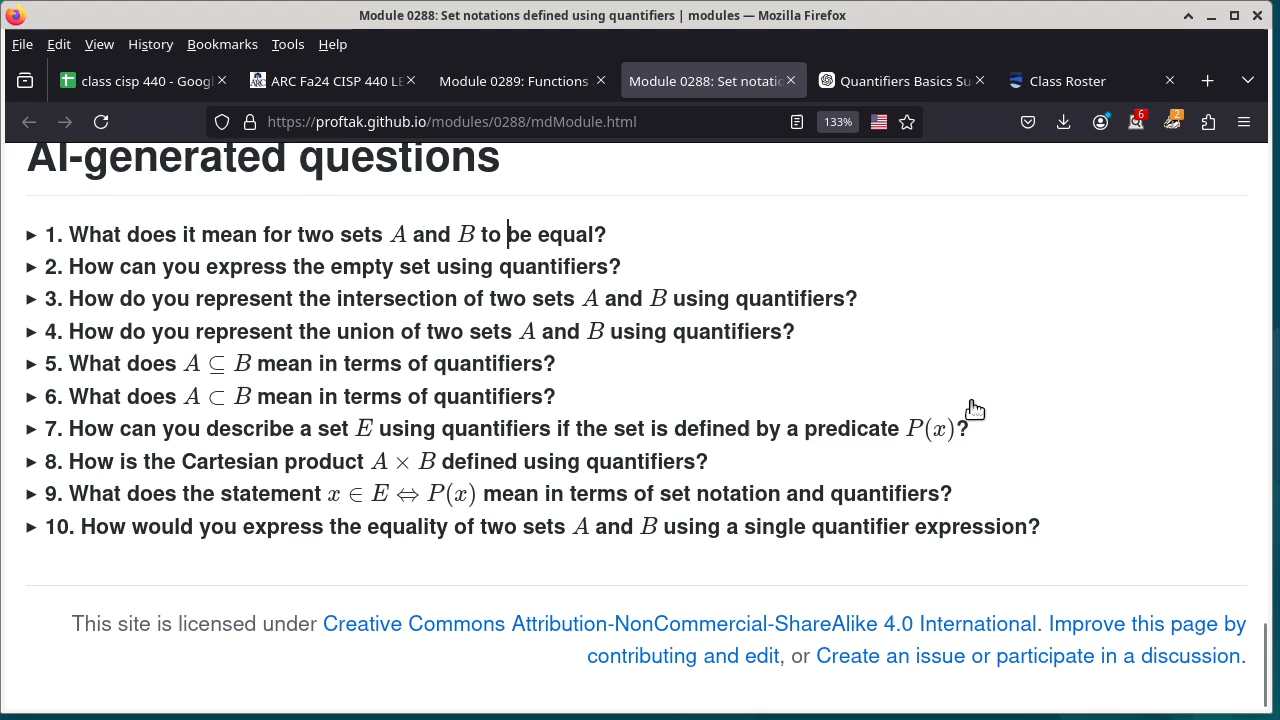 Module 0288: Set notations defined using quantifiers | modules — Mozilla Firefox
File Edit View History Bookmarks Tools Help
class cisp 440 - Googl ARC Fa24 CISP 440 LE Module 0289: Functions Module 0288: Set notatic Quantifiers Basics Su Class Roster
https://proftak.github.io/modules/0288/mdModule.html 133% 6 2
AI-generated questions
▸ 1. What does it mean for two sets A and B to be equal?
▸ 2. How can you express the empty set using quantifiers?
▸ 3. How do you represent the intersection of two sets A and B using quantifiers?
▸ 4. How do you represent the union of two sets A and B using quantifiers?
▸ 5. What does A ⊆ B mean in terms of quantifiers?
▸ 6. What does A ⊂ B mean in terms of quantifiers?
▸ 7. How can you describe a set E using quantifiers if the set is defined by a predicate P(x)?
▸ 8. How is the Cartesian product A × B defined using quantifiers?
▸ 9. What does the statement x ∈ E ⇔ P(x) mean in terms of set notation and quantifiers?
▸ 10. How would you express the equality of two sets A and B using a single quantifier expression?
This site is licensed under Creative Commons Attribution-NonCommercial-ShareAlike 4.0 International. Improve this page by
contributing and edit, or Create an issue or participate in a discussion.